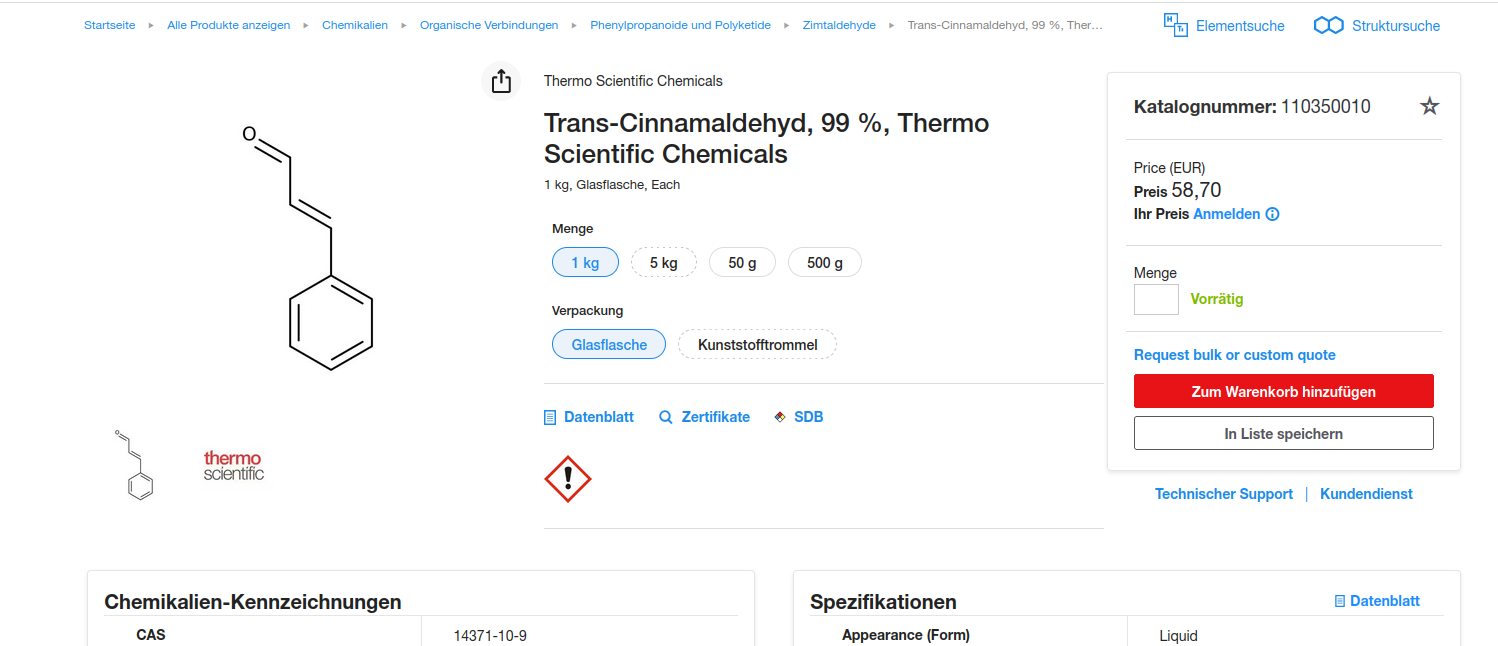 Startseite ▸ Alle Produkte anzeigen ▸ Chemikalien ▸ Organische Verbindungen ▸ Phenylpropanoide und Polyketide ▸ Zimtaldehyde ▸ Trans-Cinnamaldehyd, 99 %, Ther...
H
Ts
Elementsuche
Struktursuche
O
Thermo Scientific Chemicals
Trans-Cinnamaldehyd, 99 %, Thermo
Scientific Chemicals
1 kg, Glasflasche, Each
Menge
1 kg 5 kg 50 g 500 g
Verpackung
Glasflasche Kunststofftrommel
Datenblatt Zertifikate SDB
!
O
thermo
scientific
Katalognummer: 110350010
Price (EUR)
Preis 58,70
Ihr Preis Anmelden
Menge
Vorrätig
Request bulk or custom quote
Zum Warenkorb hinzufügen
In Liste speichern
Technischer Support | Kundendienst
Chemikalien-Kennzeichnungen
CAS 14371-10-9
Spezifikationen
Datenblatt
Appearance (Form) Liquid